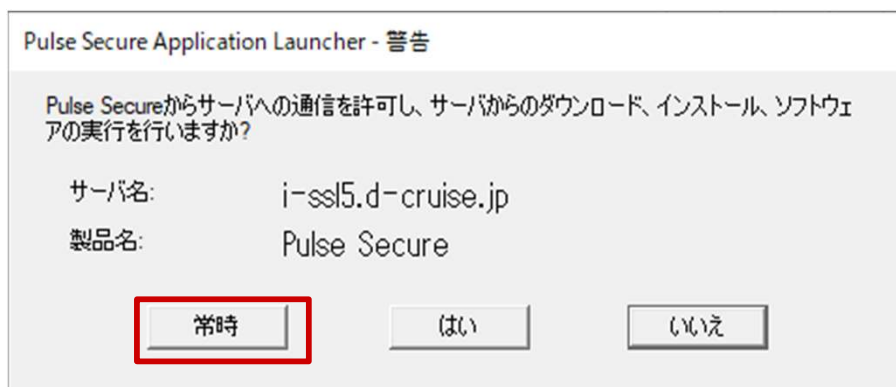 Pulse Secure Application Launcher - 警告
Pulse Secureからサーバへの通信を許可し、サーバからのダウンロード、インストール、ソフトウェ
アの実行を行いますか?
サーバ名: i-ssl5.d-cruise.jp
製品名: Pulse Secure
常時 はい いいえ